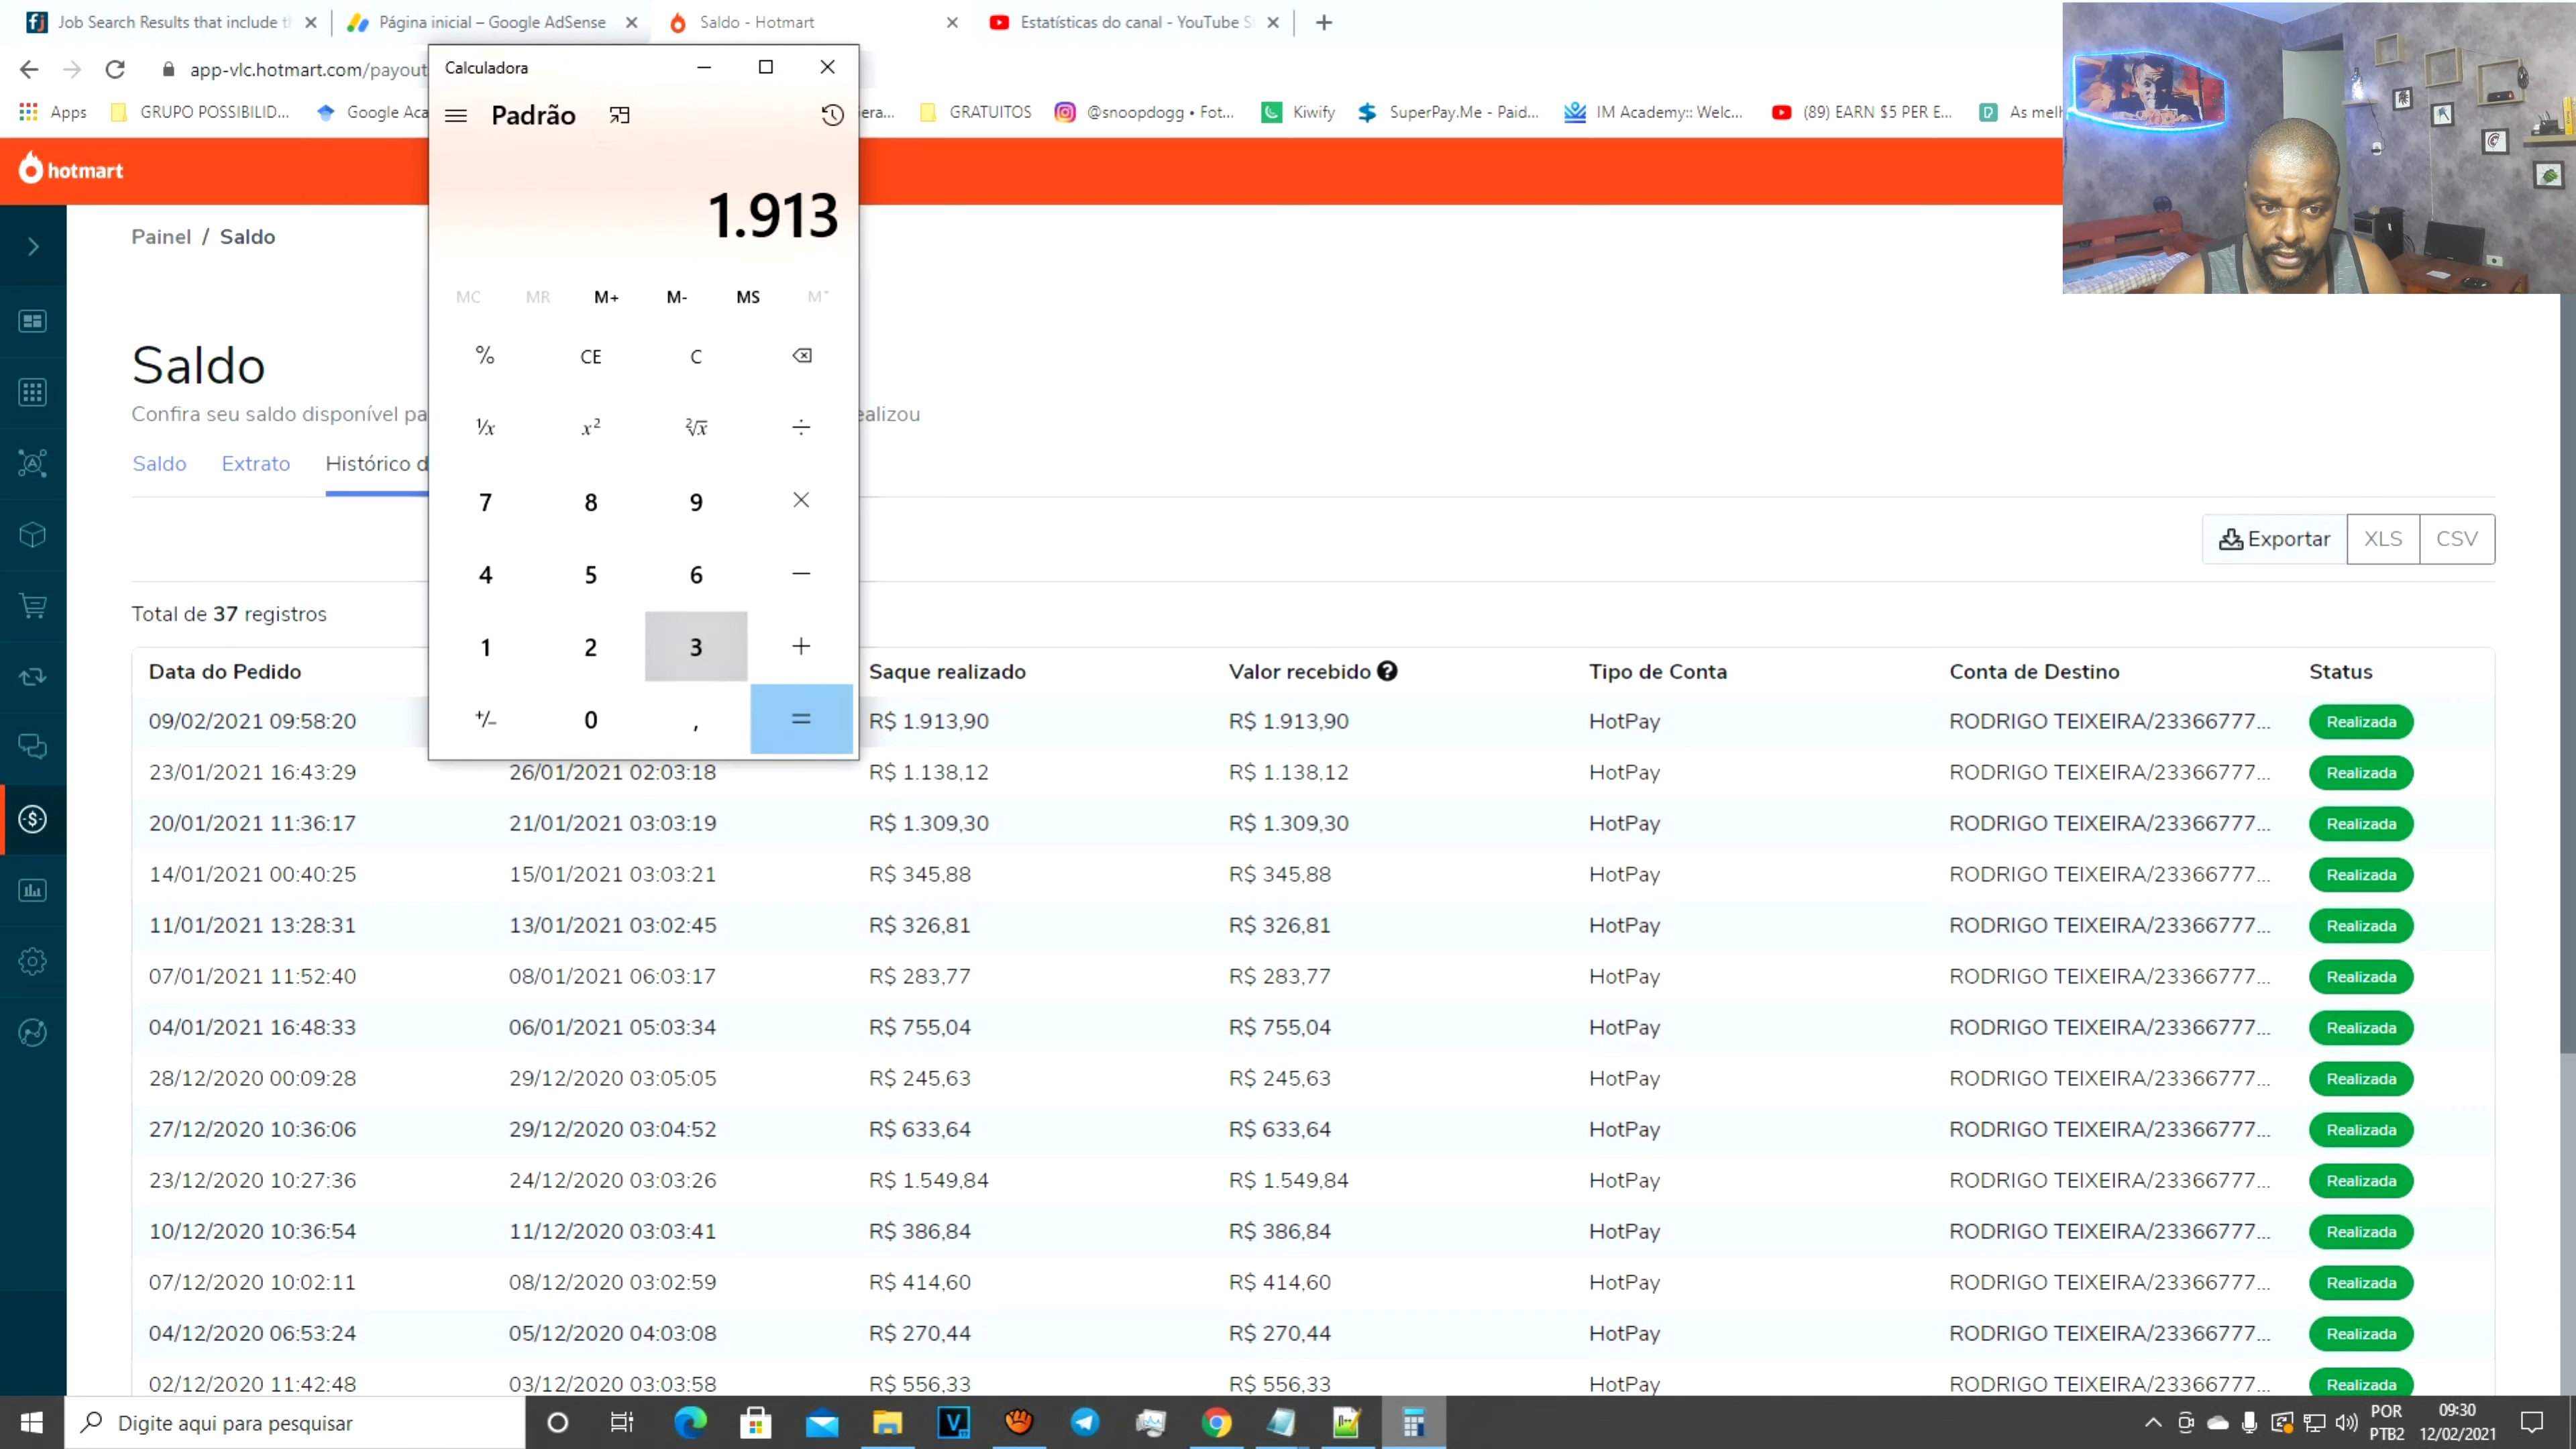 Job Search Results that include t
Página inicial – Google AdSense
Saldo - Hotmart
Estatísticas do canal - YouTube S
app-vlc.hotmart.com/payout
Apps
GRUPO POSSIBILID...
Google Aca
era...
GRATUITOS
@snoopdogg • Fot...
Kiwify
SuperPay.Me - Paid...
IM Academy:: Welc...
(89) EARN $5 PER E...
As melh
hotmart
Calculadora
Padrão
1.913
MC MR M+ M- MS M˅
% CE C
¹/x x² ²√x ÷
7 8 9 ×
4 5 6 −
1 2 3 +
+/− 0 , =
Painel / Saldo
Saldo
Confira seu saldo disponível pa
ealizou
Saldo Extrato Histórico d
Exportar XLS CSV
Total de 37 registros
Data do Pedido Saque realizado Valor recebido ? Tipo de Conta Conta de Destino Status
09/02/2021 09:58:20 R$ 1.913,90 R$ 1.913,90 HotPay RODRIGO TEIXEIRA/23366777... Realizada
23/01/2021 16:43:29 26/01/2021 02:03:18 R$ 1.138,12 R$ 1.138,12 HotPay RODRIGO TEIXEIRA/23366777... Realizada
20/01/2021 11:36:17 21/01/2021 03:03:19 R$ 1.309,30 R$ 1.309,30 HotPay RODRIGO TEIXEIRA/23366777... Realizada
14/01/2021 00:40:25 15/01/2021 03:03:21 R$ 345,88 R$ 345,88 HotPay RODRIGO TEIXEIRA/23366777... Realizada
11/01/2021 13:28:31 13/01/2021 03:02:45 R$ 326,81 R$ 326,81 HotPay RODRIGO TEIXEIRA/23366777... Realizada
07/01/2021 11:52:40 08/01/2021 06:03:17 R$ 283,77 R$ 283,77 HotPay RODRIGO TEIXEIRA/23366777... Realizada
04/01/2021 16:48:33 06/01/2021 05:03:34 R$ 755,04 R$ 755,04 HotPay RODRIGO TEIXEIRA/23366777... Realizada
28/12/2020 00:09:28 29/12/2020 03:05:05 R$ 245,63 R$ 245,63 HotPay RODRIGO TEIXEIRA/23366777... Realizada
27/12/2020 10:36:06 29/12/2020 03:04:52 R$ 633,64 R$ 633,64 HotPay RODRIGO TEIXEIRA/23366777... Realizada
23/12/2020 10:27:36 24/12/2020 03:03:26 R$ 1.549,84 R$ 1.549,84 HotPay RODRIGO TEIXEIRA/23366777... Realizada
10/12/2020 10:36:54 11/12/2020 03:03:41 R$ 386,84 R$ 386,84 HotPay RODRIGO TEIXEIRA/23366777... Realizada
07/12/2020 10:02:11 08/12/2020 03:02:59 R$ 414,60 R$ 414,60 HotPay RODRIGO TEIXEIRA/23366777... Realizada
04/12/2020 06:53:24 05/12/2020 04:03:08 R$ 270,44 R$ 270,44 HotPay RODRIGO TEIXEIRA/23366777... Realizada
02/12/2020 11:42:48 03/12/2020 03:03:58 R$ 556,33 R$ 556,33 HotPay RODRIGO TEIXEIRA/23366777... Realizada
Digite aqui para pesquisar
POR
PTB2
09:30
12/02/2021